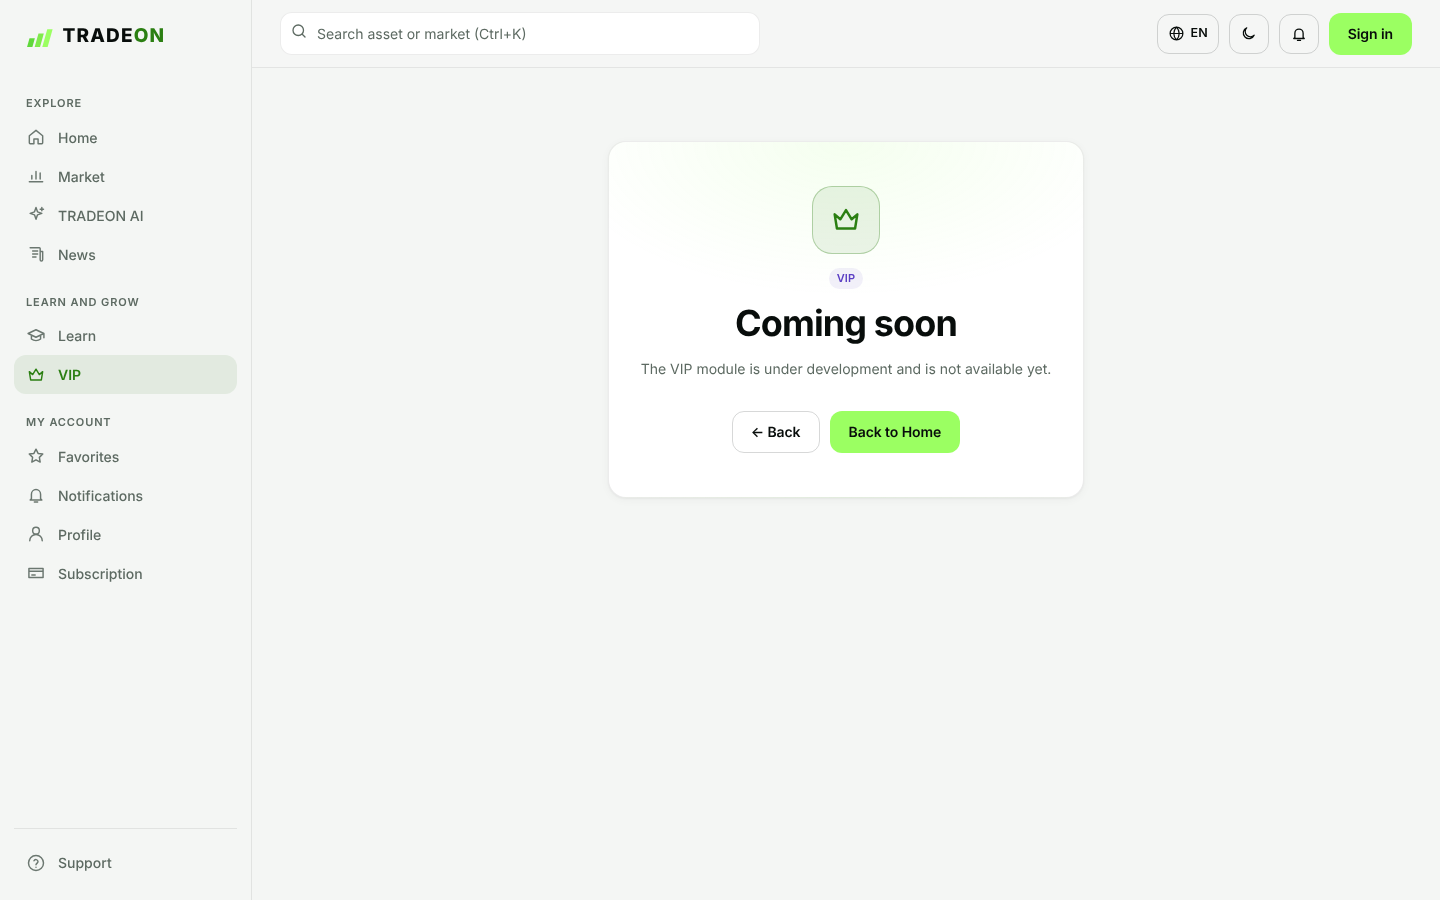 TRADEON
Search asset or market (Ctrl+K)
EN
Sign in
EXPLORE
Home
Market
TRADEON AI
News
LEARN AND GROW
Learn
VIP
MY ACCOUNT
Favorites
Notifications
Profile
Subscription
Support
VIP
Coming soon
The VIP module is under development and is not available yet.
← Back
Back to Home